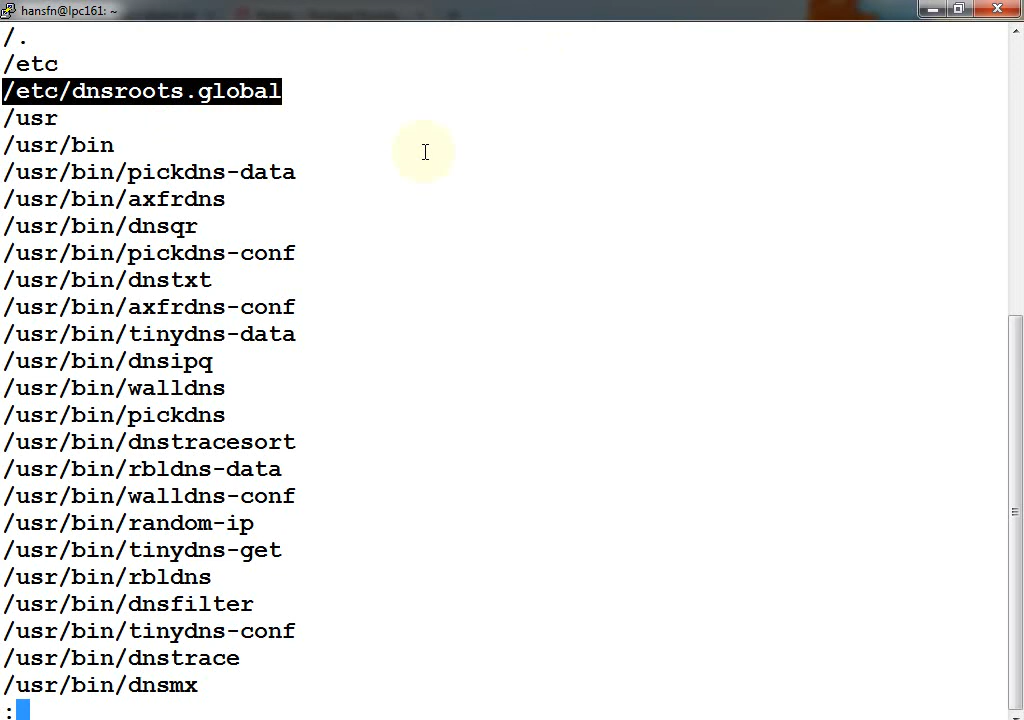 hansfn@lpc161: ~
/.
/etc
/etc/dnsroots.global
/usr
/usr/bin
/usr/bin/pickdns-data
/usr/bin/axfrdns
/usr/bin/dnsqr
/usr/bin/pickdns-conf
/usr/bin/dnstxt
/usr/bin/axfrdns-conf
/usr/bin/tinydns-data
/usr/bin/dnsipq
/usr/bin/walldns
/usr/bin/pickdns
/usr/bin/dnstracesort
/usr/bin/rbldns-data
/usr/bin/walldns-conf
/usr/bin/random-ip
/usr/bin/tinydns-get
/usr/bin/rbldns
/usr/bin/dnsfilter
/usr/bin/tinydns-conf
/usr/bin/dnstrace
/usr/bin/dnsmx
: